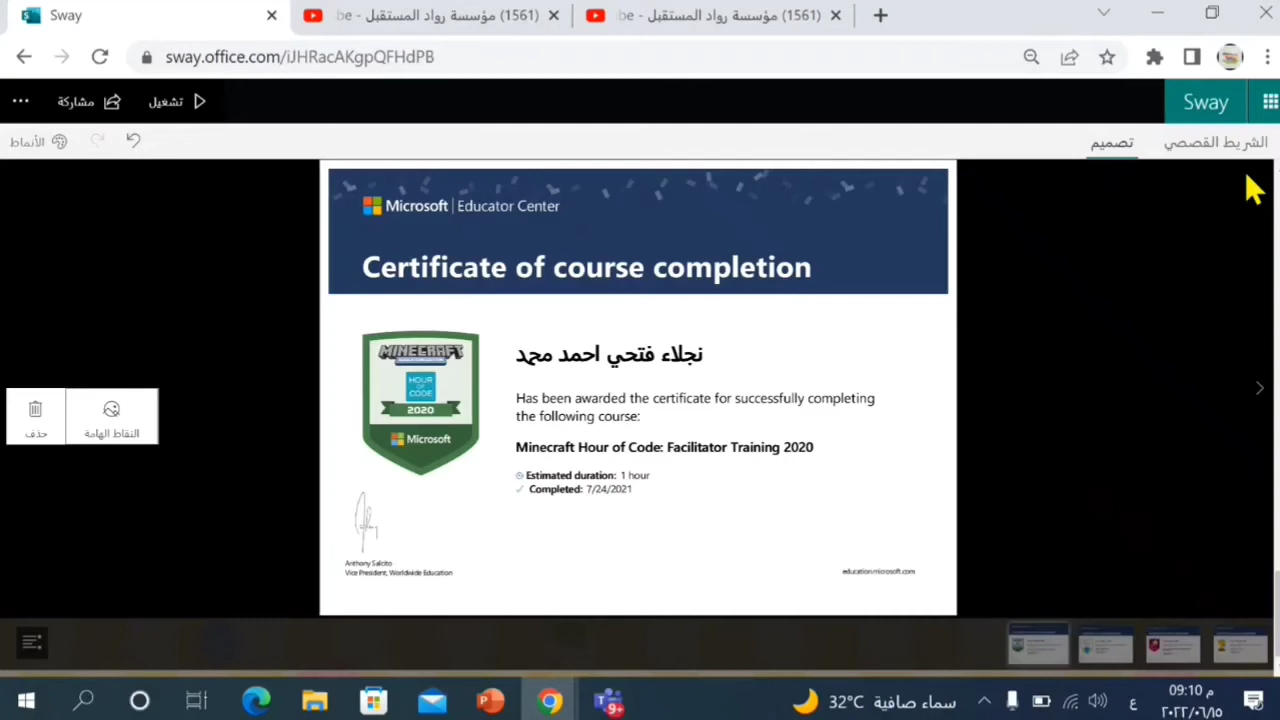 Sway
(1561) مؤسسة رواد المستقبل - be
(1561) مؤسسة رواد المستقبل - be
sway.office.com/iJHRacAKgpQFHdPB
مشاركة
تشغيل
Sway
الأنماط
تصميم
الشريط القصصي
Microsoft | Educator Center
Certificate of course completion
MINECRAFT
HOUR
OF
CODE
2020
Microsoft
نجلاء فتحي احمد محمد
Has been awarded the certificate for successfully completing
the following course:
Minecraft Hour of Code: Facilitator Training 2020
Estimated duration: 1 hour
Completed: 7/24/2021
حذف
النقاط الهامة
Anthony Salcito
Vice President, Worldwide Education
education.microsoft.com
9+
32°C سماء صافية
ع
09:10 م
٢٠٢٢/٠٦/١٥